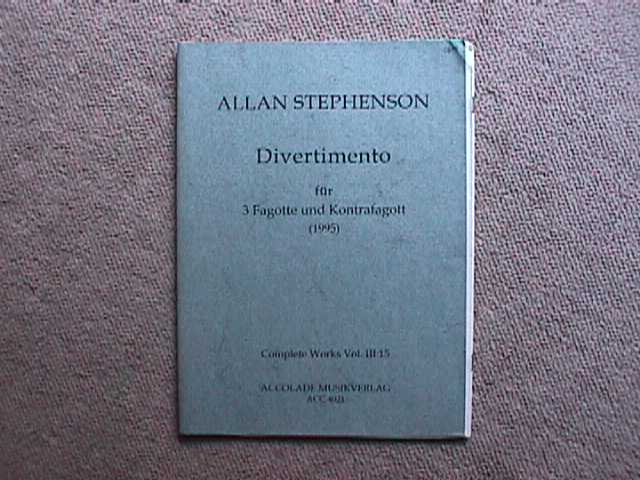 ALLAN STEPHENSON
Divertimento
für
3 Fagotte und Kontrafagott
(1995)
Complete Works Vol. III:15
ACCOLADE MUSIKVERLAG